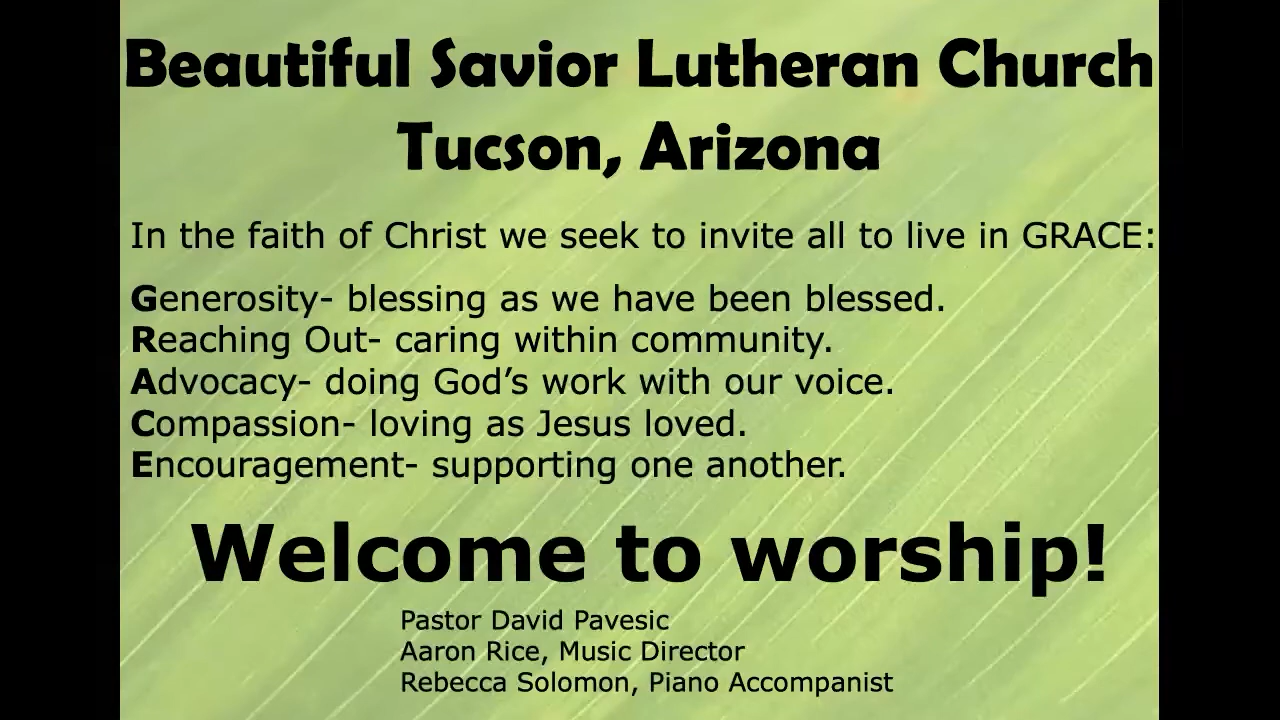 Beautiful Savior Lutheran Church
Tucson, Arizona
In the faith of Christ we seek to invite all to live in GRACE:
Generosity- blessing as we have been blessed.
Reaching Out- caring within community.
Advocacy- doing God’s work with our voice.
Compassion- loving as Jesus loved.
Encouragement- supporting one another.
Welcome to worship!
Pastor David Pavesic
Aaron Rice, Music Director
Rebecca Solomon, Piano Accompanist